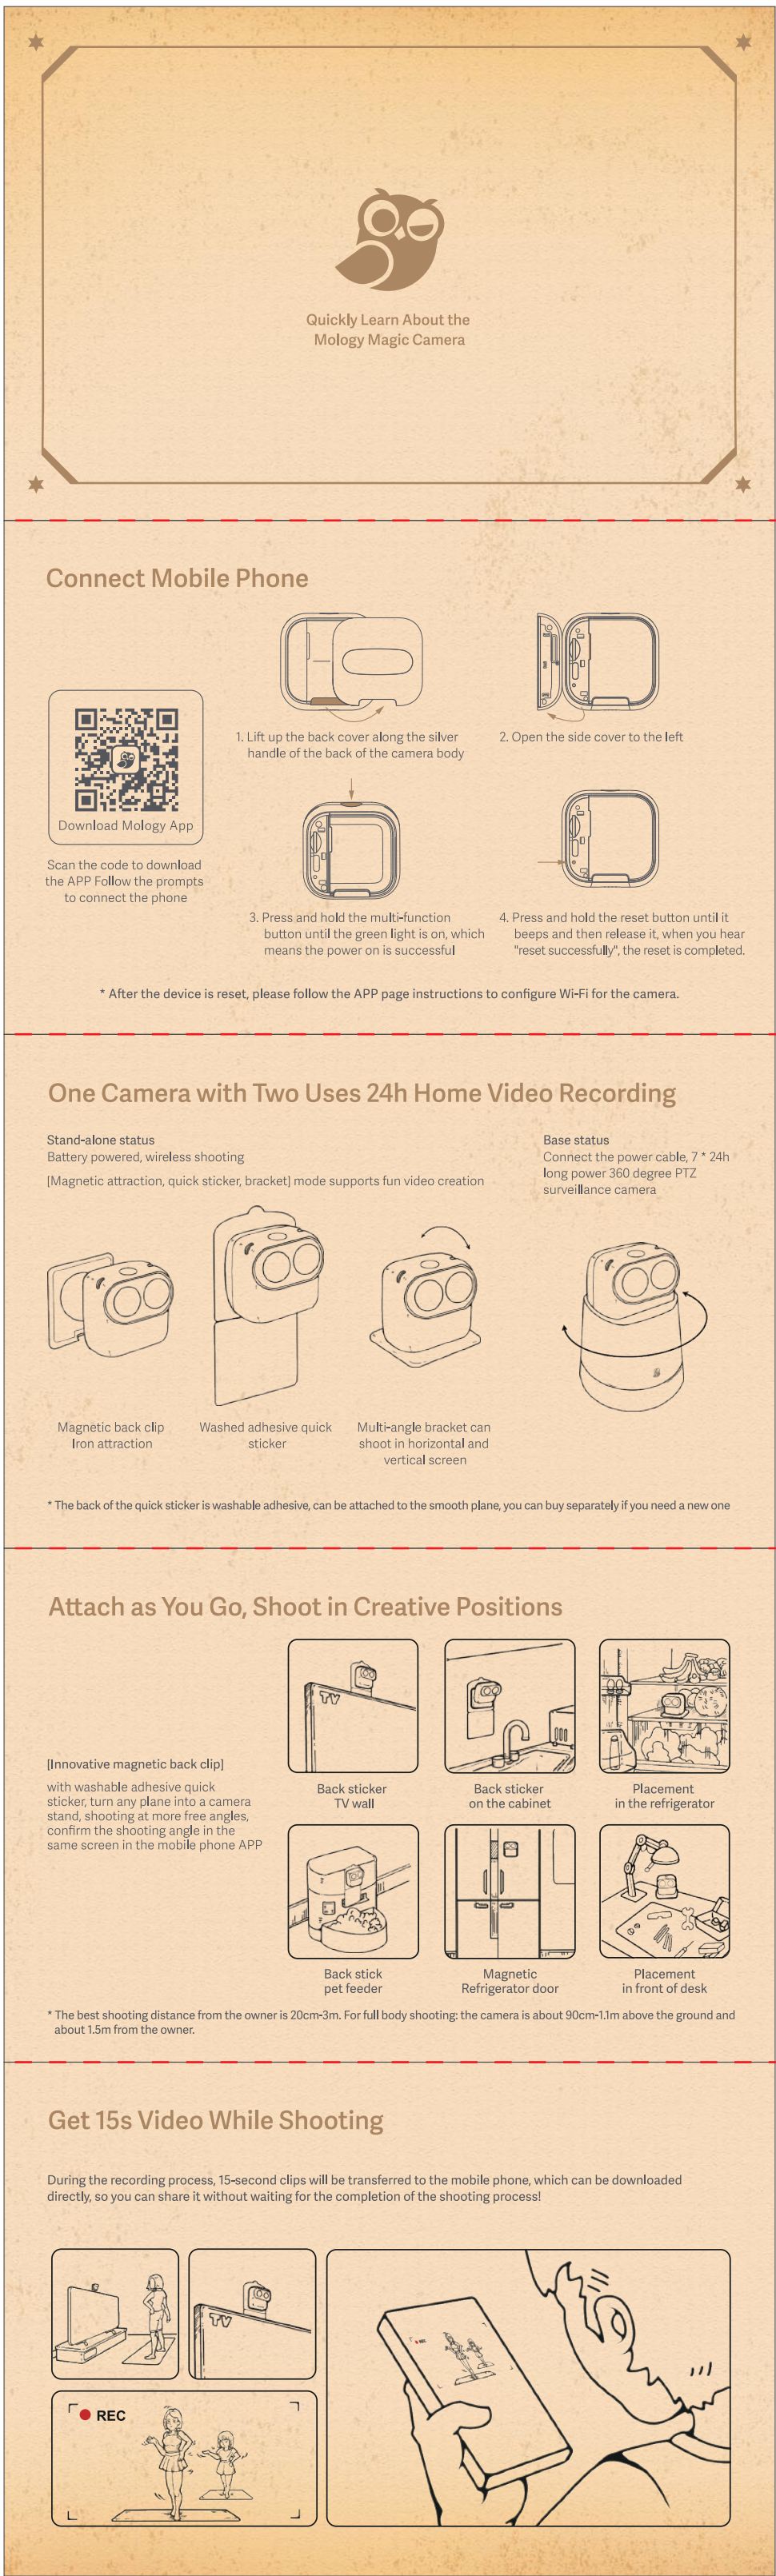 Quickly Learn About the
Mology Magic Camera
Connect Mobile Phone
Download Mology App
Scan the code to download
the APP Follow the prompts
to connect the phone
1. Lift up the back cover along the silver
handle of the back of the camera body
2. Open the side cover to the left
3. Press and hold the multi-function
button until the green light is on, which
means the power on is successful
4. Press and hold the reset button until it
beeps and then release it, when you hear
"reset successfully", the reset is completed.
* After the device is reset, please follow the APP page instructions to configure Wi-Fi for the camera.
One Camera with Two Uses 24h Home Video Recording
Stand-alone status
Battery powered, wireless shooting
[Magnetic attraction, quick sticker, bracket] mode supports fun video creation
Base status
Connect the power cable, 7 * 24h
long power 360 degree PTZ
surveillance camera
Magnetic back clip
Iron attraction
Washed adhesive quick
sticker
Multi-angle bracket can
shoot in horizontal and
vertical screen
* The back of the quick sticker is washable adhesive, can be attached to the smooth plane, you can buy separately if you need a new one
Attach as You Go, Shoot in Creative Positions
[Innovative magnetic back clip]
with washable adhesive quick
sticker, turn any plane into a camera
stand, shooting at more free angles,
confirm the shooting angle in the
same screen in the mobile phone APP
TV
Back sticker
TV wall
Back sticker
on the cabinet
Placement
in the refrigerator
Back stick
pet feeder
Magnetic
Refrigerator door
Placement
in front of desk
* The best shooting distance from the owner is 20cm-3m. For full body shooting: the camera is about 90cm-1.1m above the ground and
about 1.5m from the owner.
Get 15s Video While Shooting
During the recording process, 15-second clips will be transferred to the mobile phone, which can be downloaded
directly, so you can share it without waiting for the completion of the shooting process!
TV
REC
REC